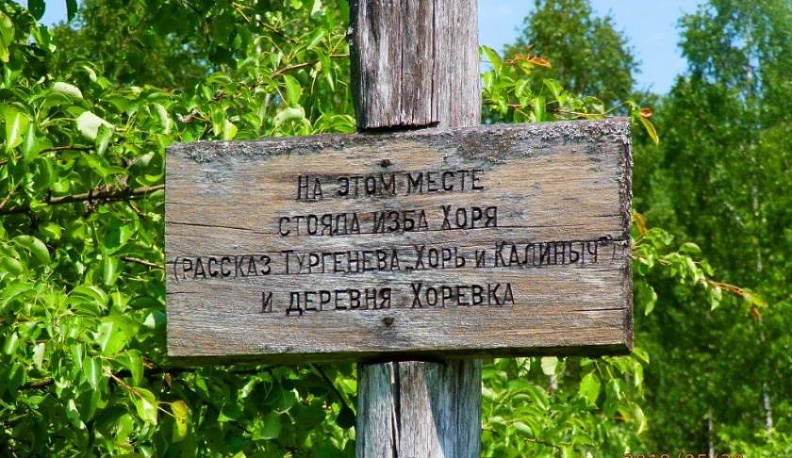 На этом месте
стояла изба Хоря
(рассказ Тургенева „Хорь и Калиныч")
и деревня Хоревка